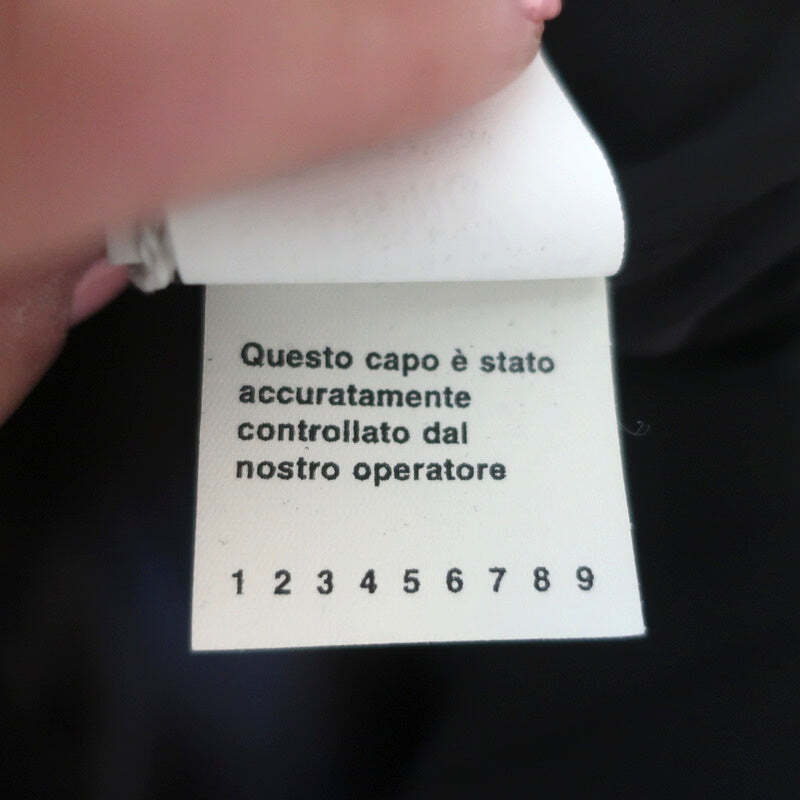 Questo capo è stato
accuratamente
controllato dal
nostro operatore
1 2 3 4 5 6 7 8 9